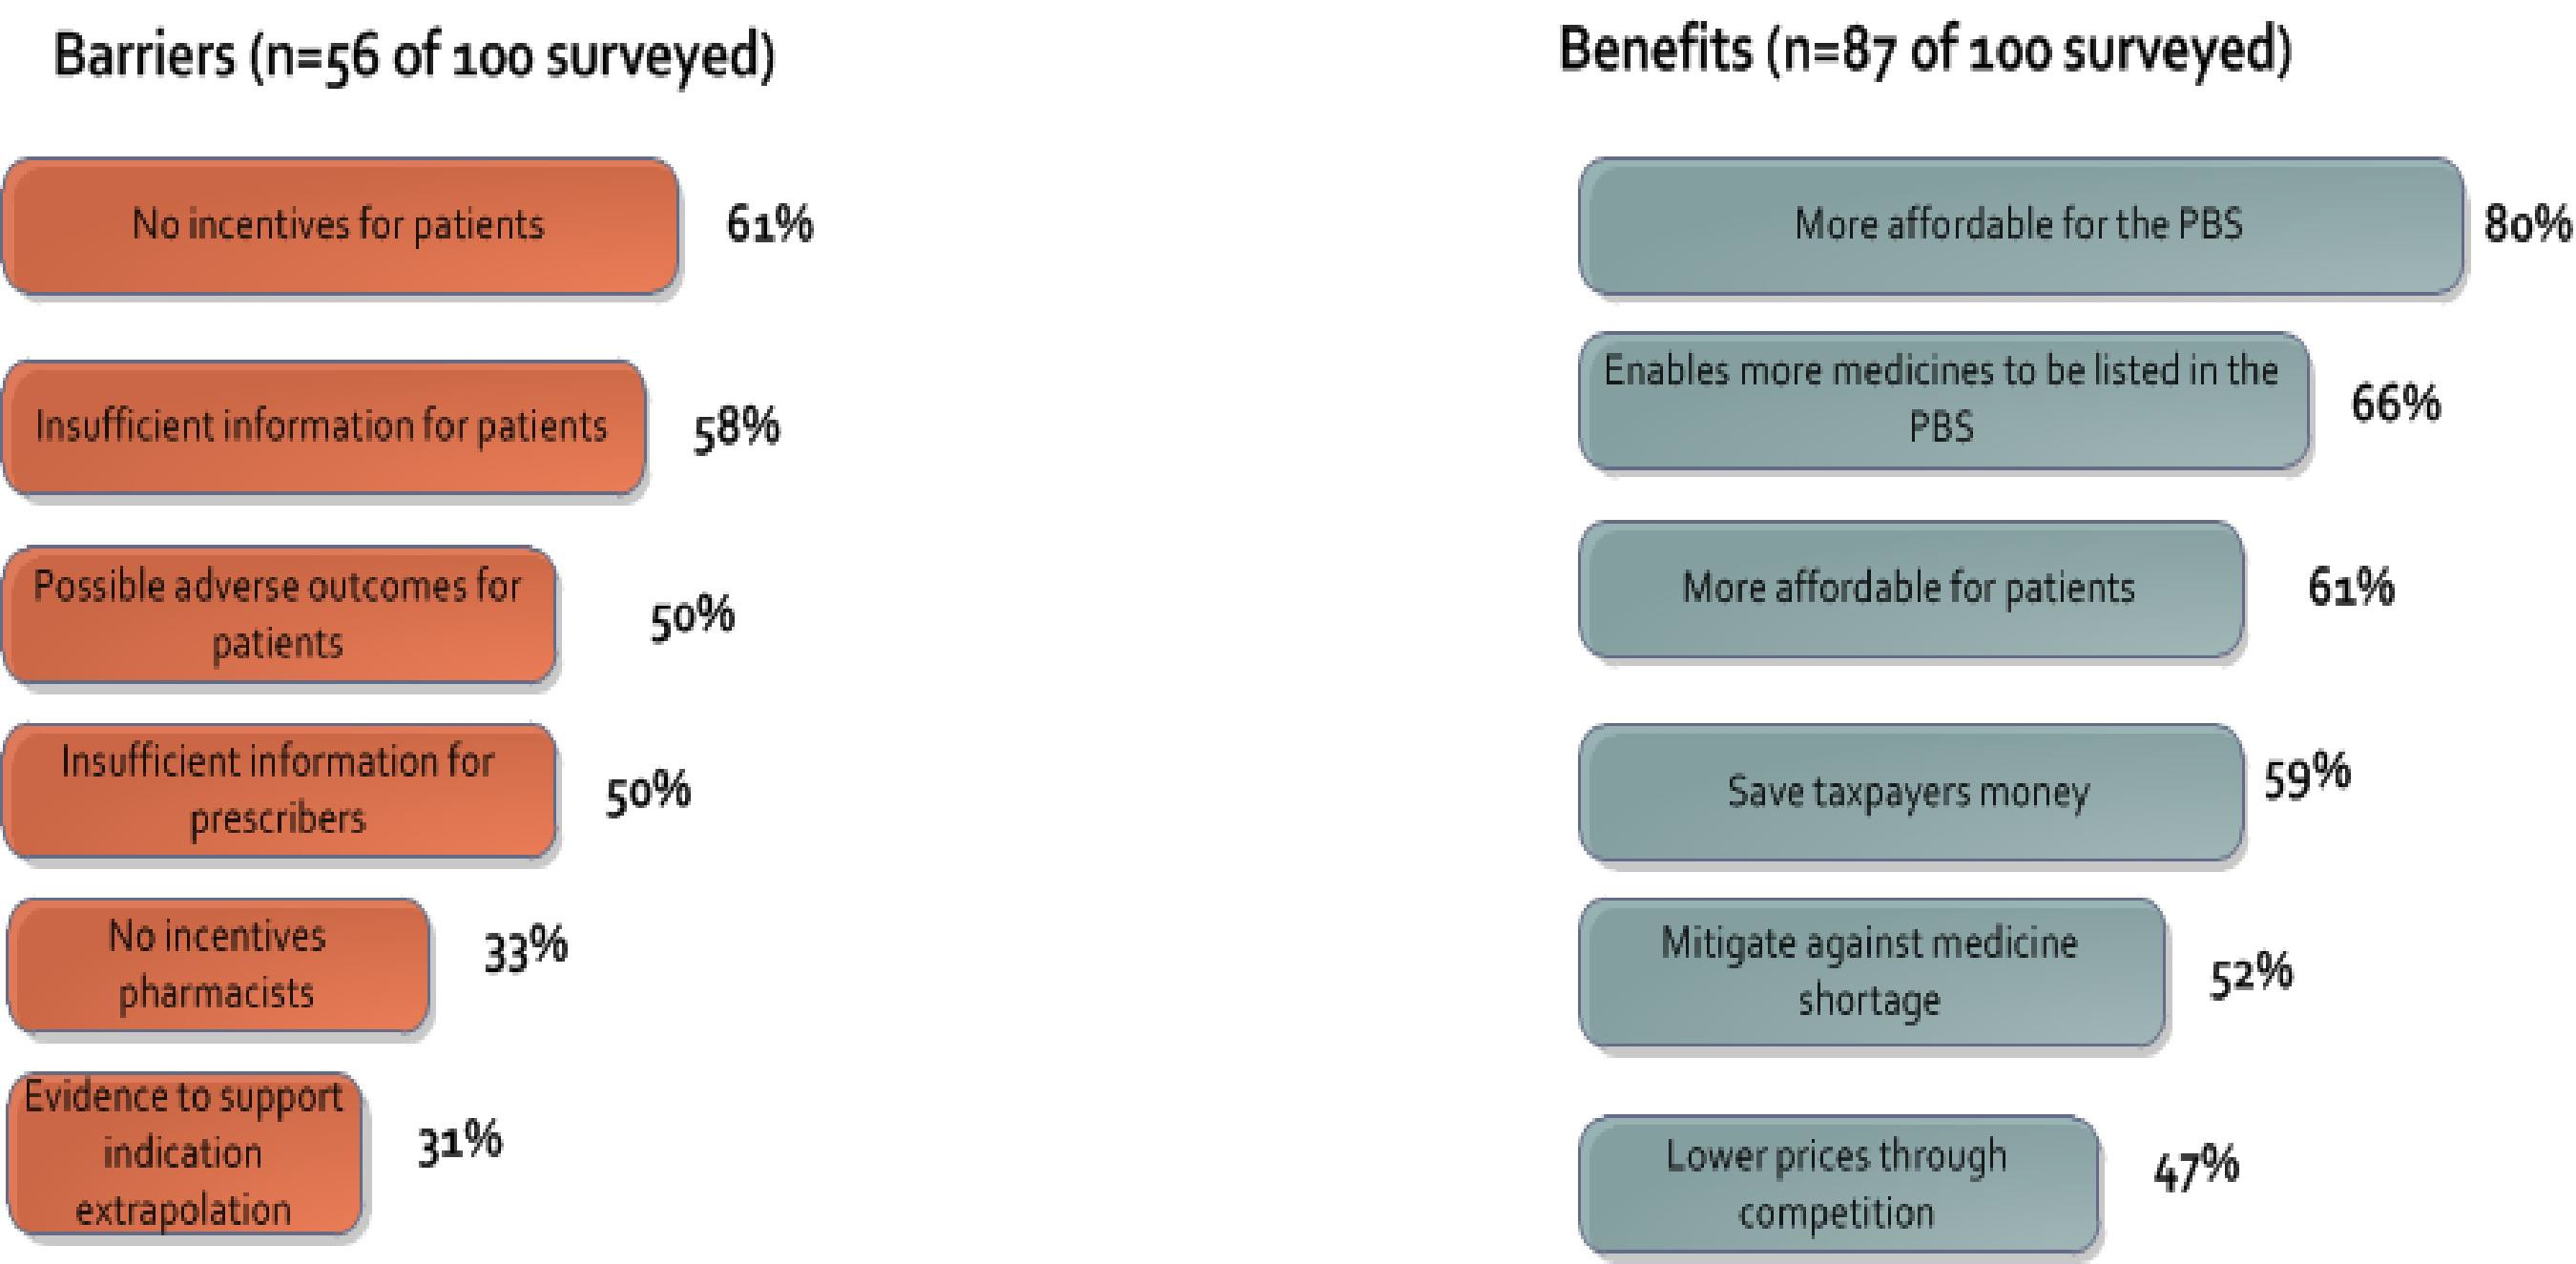 Barriers (n=56 of 100 surveyed)
No incentives for patients
61%
Insufficient information for patients
58%
Possible adverse outcomes for
patients
50%
Insufficient information for
prescribers
50%
No incentives
pharmacists
33%
Evidence to support
indication
extrapolation
31%
Benefits (n=87 of 100 surveyed)
More affordable for the PBS
80%
Enables more medicines to be listed in the
PBS
66%
More affordable for patients
61%
Save taxpayers money
59%
Mitigate against medicine
shortage
52%
Lower prices through
competition
47%